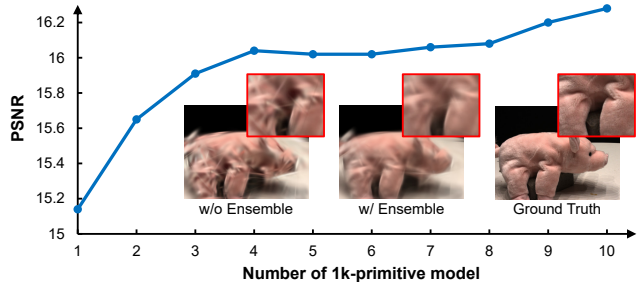 PSNR
16.2
16
15.8
15.6
15.4
15.2
15
w/o Ensemble
w/ Ensemble
Ground Truth
1 2 3 4 5 6 7 8 9 10
Number of 1k-primitive model